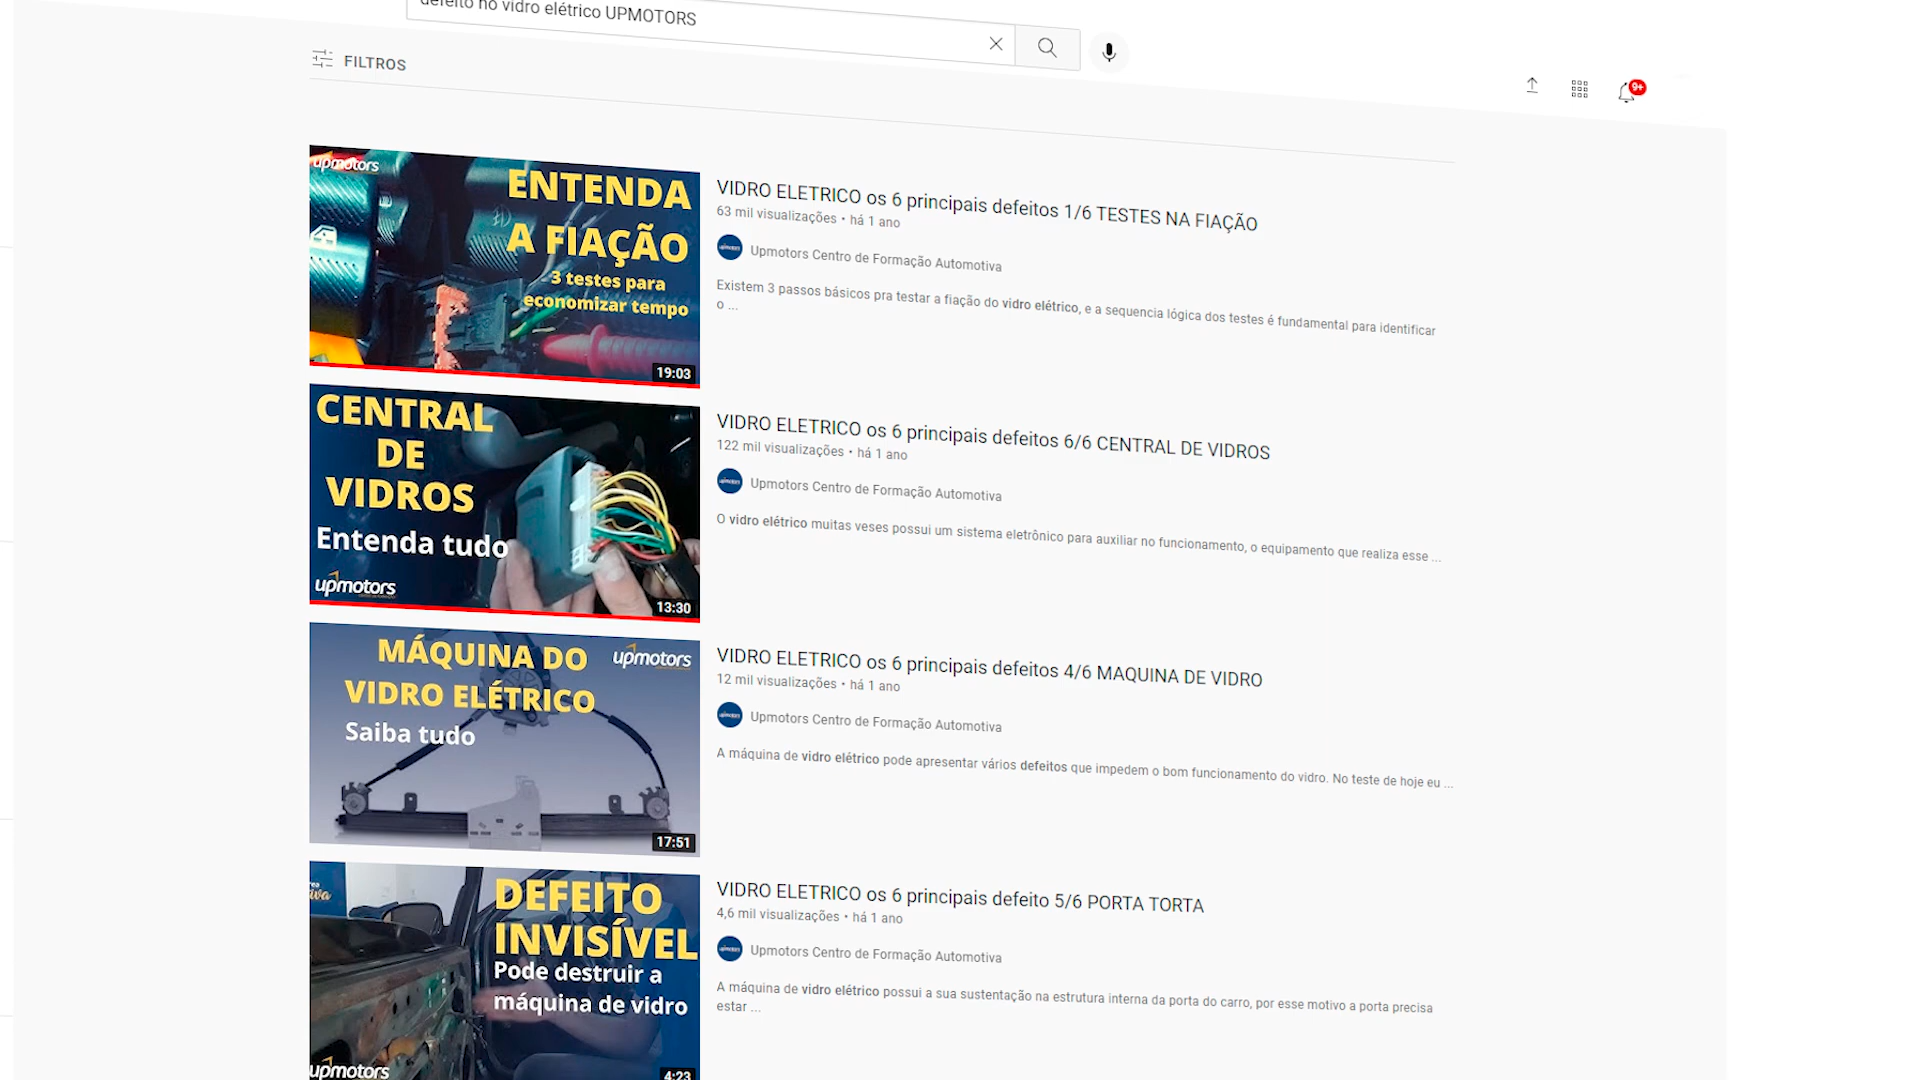 defeito no vidro elétrico UPMOTORS
FILTROS
9+
upmotors
ENTENDA
A FIAÇÃO
3 testes para
economizar tempo
19:03
VIDRO ELETRICO os 6 principais defeitos 1/6 TESTES NA FIAÇÃO
63 mil visualizações • há 1 ano
Upmotors Centro de Formação Automotiva
Existem 3 passos básicos pra testar a fiação do vidro elétrico, e a sequencia lógica dos testes é fundamental para identificar
o ...
CENTRAL
DE
VIDROS
Entenda tudo
upmotors
13:30
VIDRO ELETRICO os 6 principais defeitos 6/6 CENTRAL DE VIDROS
122 mil visualizações • há 1 ano
Upmotors Centro de Formação Automotiva
O vidro elétrico muitas veses possui um sistema eletrônico para auxiliar no funcionamento, o equipamento que realiza esse ...
MÁQUINA DO
VIDRO ELÉTRICO
Saiba tudo
upmotors
17:51
VIDRO ELETRICO os 6 principais defeitos 4/6 MAQUINA DE VIDRO
12 mil visualizações • há 1 ano
Upmotors Centro de Formação Automotiva
A máquina de vidro elétrico pode apresentar vários defeitos que impedem o bom funcionamento do vidro. No teste de hoje eu ...
DEFEITO
INVISÍVEL
Pode destruir a
máquina de vidro
upmotors
4:23
VIDRO ELETRICO os 6 principais defeito 5/6 PORTA TORTA
4,6 mil visualizações • há 1 ano
Upmotors Centro de Formação Automotiva
A máquina de vidro elétrico possui a sua sustentação na estrutura interna da porta do carro, por esse motivo a porta precisa
estar ...